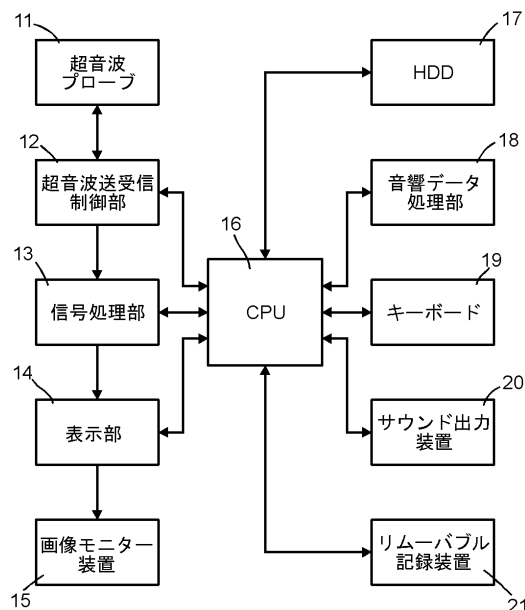 11
超音波
プローブ
12
超音波送受信
制御部
13
信号処理部
14
表示部
画像モニター
装置
15
16
CPU
17
HDD
18
音響データ
処理部
19
キーボード
20
サウンド出力
装置
リムーバブル
記録装置
21